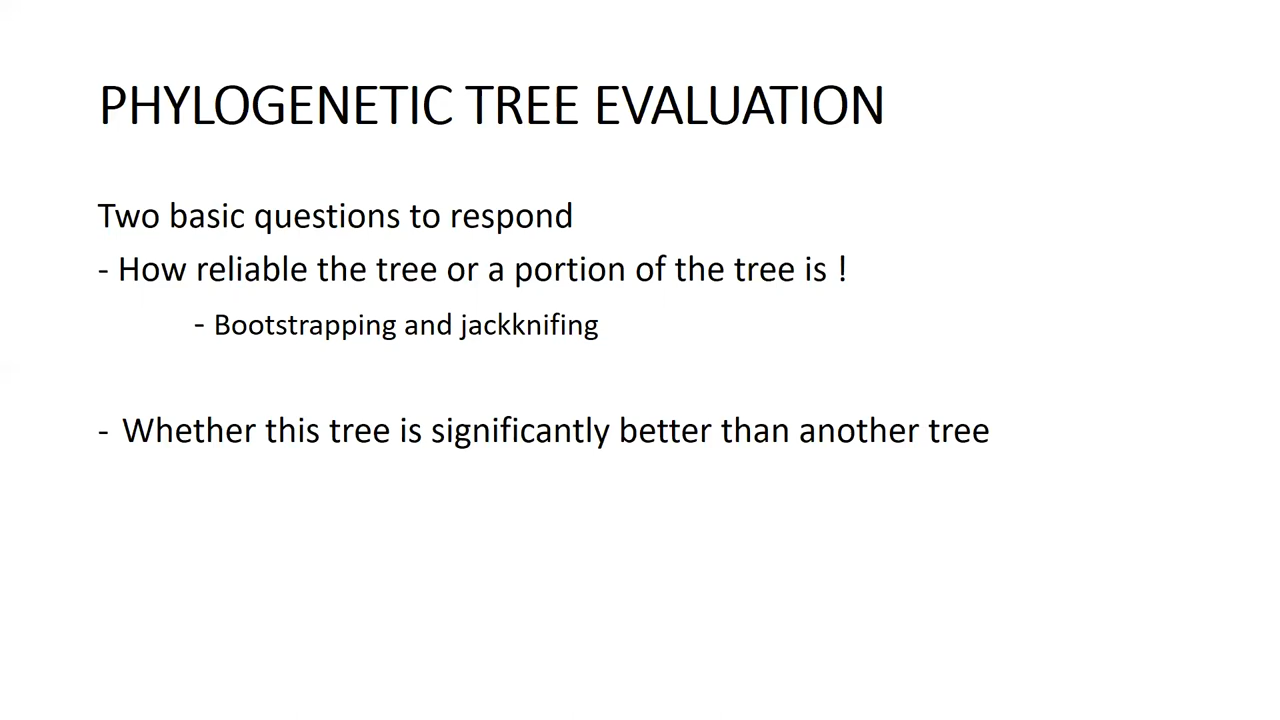 PHYLOGENETIC TREE EVALUATION
Two basic questions to respond
- How reliable the tree or a portion of the tree is !
- Bootstrapping and jackknifing
- Whether this tree is significantly better than another tree